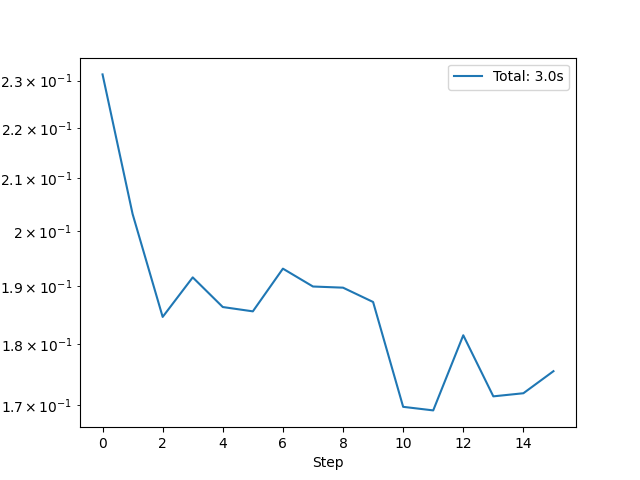 Total: 3.0s
2.3 × 10⁻¹
2.2 × 10⁻¹
2.1 × 10⁻¹
2 × 10⁻¹
1.9 × 10⁻¹
1.8 × 10⁻¹
1.7 × 10⁻¹
0 2 4 6 8 10 12 14
Step